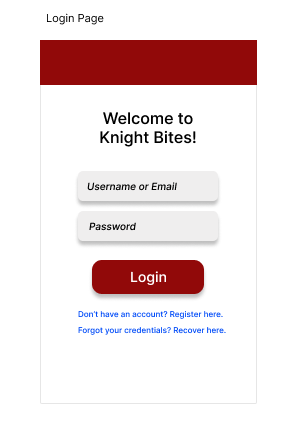 Login Page
Welcome to
Knight Bites!
Username or Email
Password
Login
Don't have an account? Register here.
Forgot your credentials? Recover here.